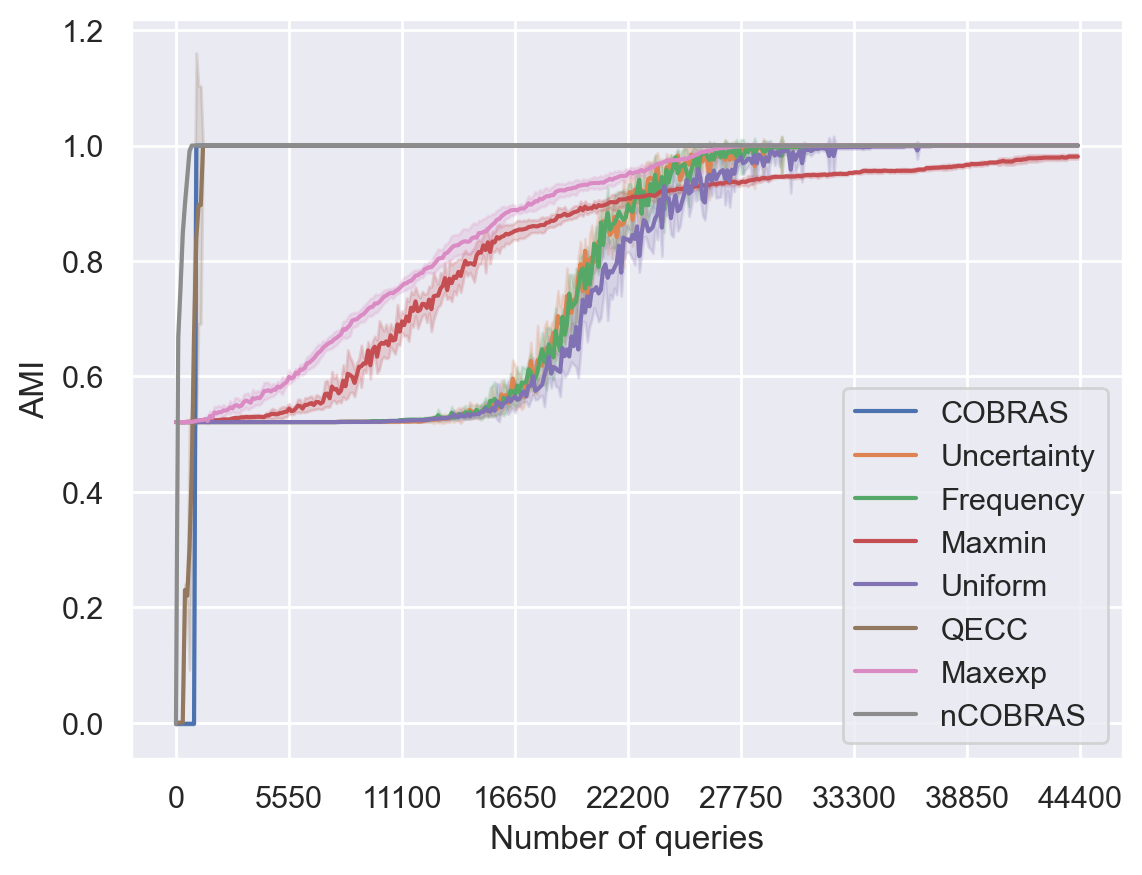 1.2
1.0
0.8
0.6
0.4
0.2
0.0
AMI
COBRAS
Uncertainty
Frequency
Maxmin
Uniform
QECC
Maxexp
nCOBRAS
0 5550 11100 16650 22200 27750 33300 38850 44400
Number of queries